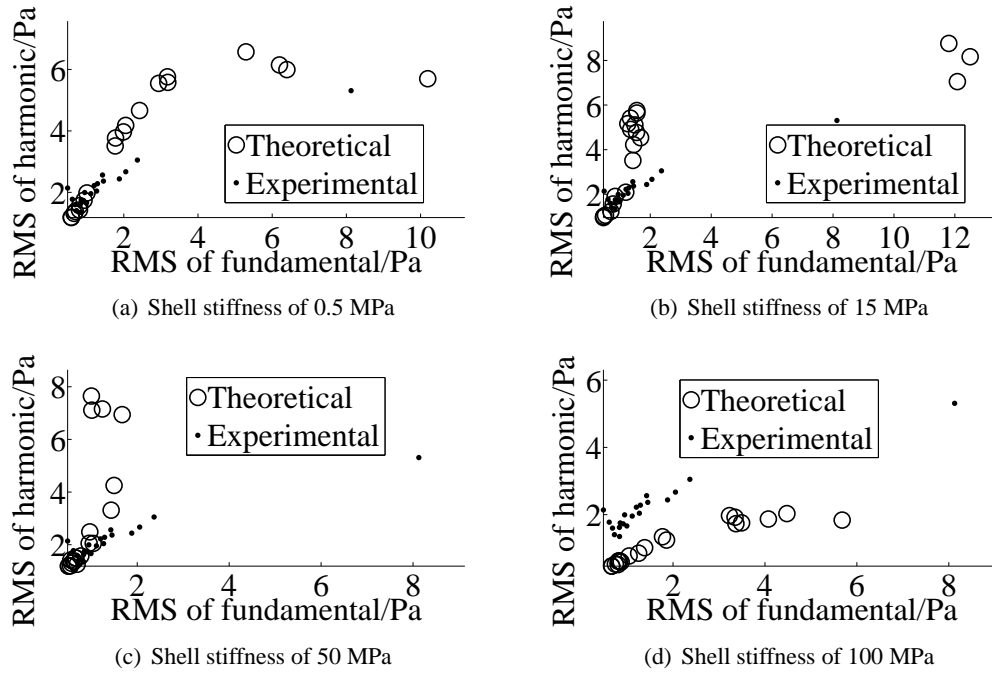 RMS of harmonic/Pa
6
4
2
Theoretical
Experimental
2 4 6 8 10
RMS of fundamental/Pa
(a) Shell stiffness of 0.5 MPa
RMS of harmonic/Pa
8
6
4
2
Theoretical
Experimental
2 4 6 8 10 12
RMS of fundamental/Pa
(b) Shell stiffness of 15 MPa
RMS of harmonic/Pa
8
6
4
2
Theoretical
Experimental
2 4 6 8
RMS of fundamental/Pa
(c) Shell stiffness of 50 MPa
RMS of harmonic/Pa
6
4
2
Theoretical
Experimental
2 4 6 8
RMS of fundamental/Pa
(d) Shell stiffness of 100 MPa